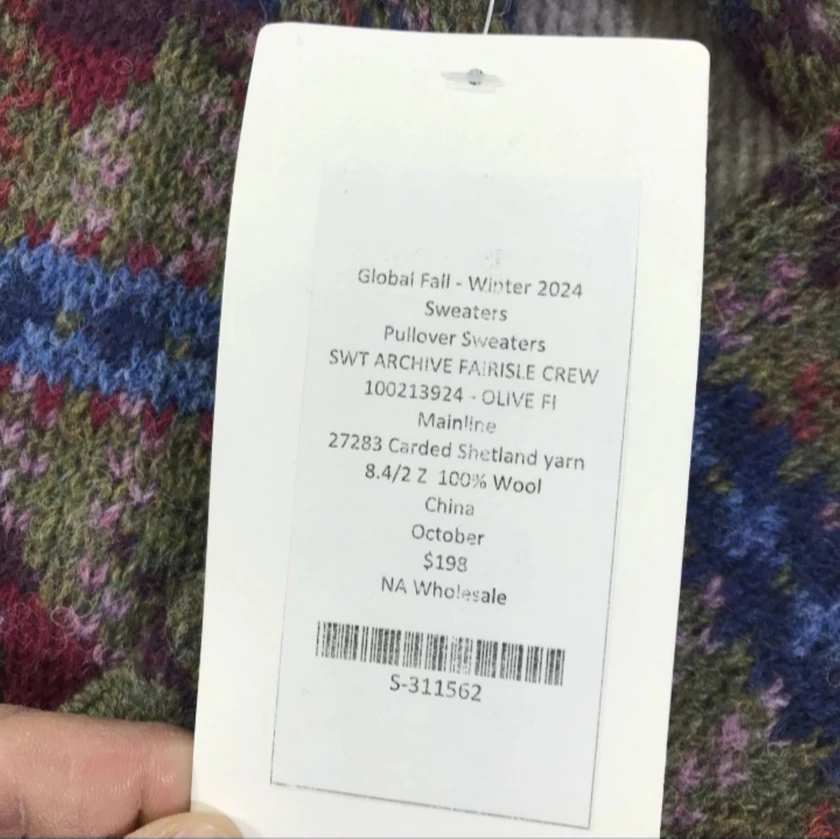 Global Fall - Winter 2024
Sweaters
Pullover Sweaters
SWT ARCHIVE FAIRISLE CREW
100213924 - OLIVE FI
Mainline
27283 Carded Shetland yarn
8.4/2 Z 100% Wool
China
October
$198
NA Wholesale
S-311562